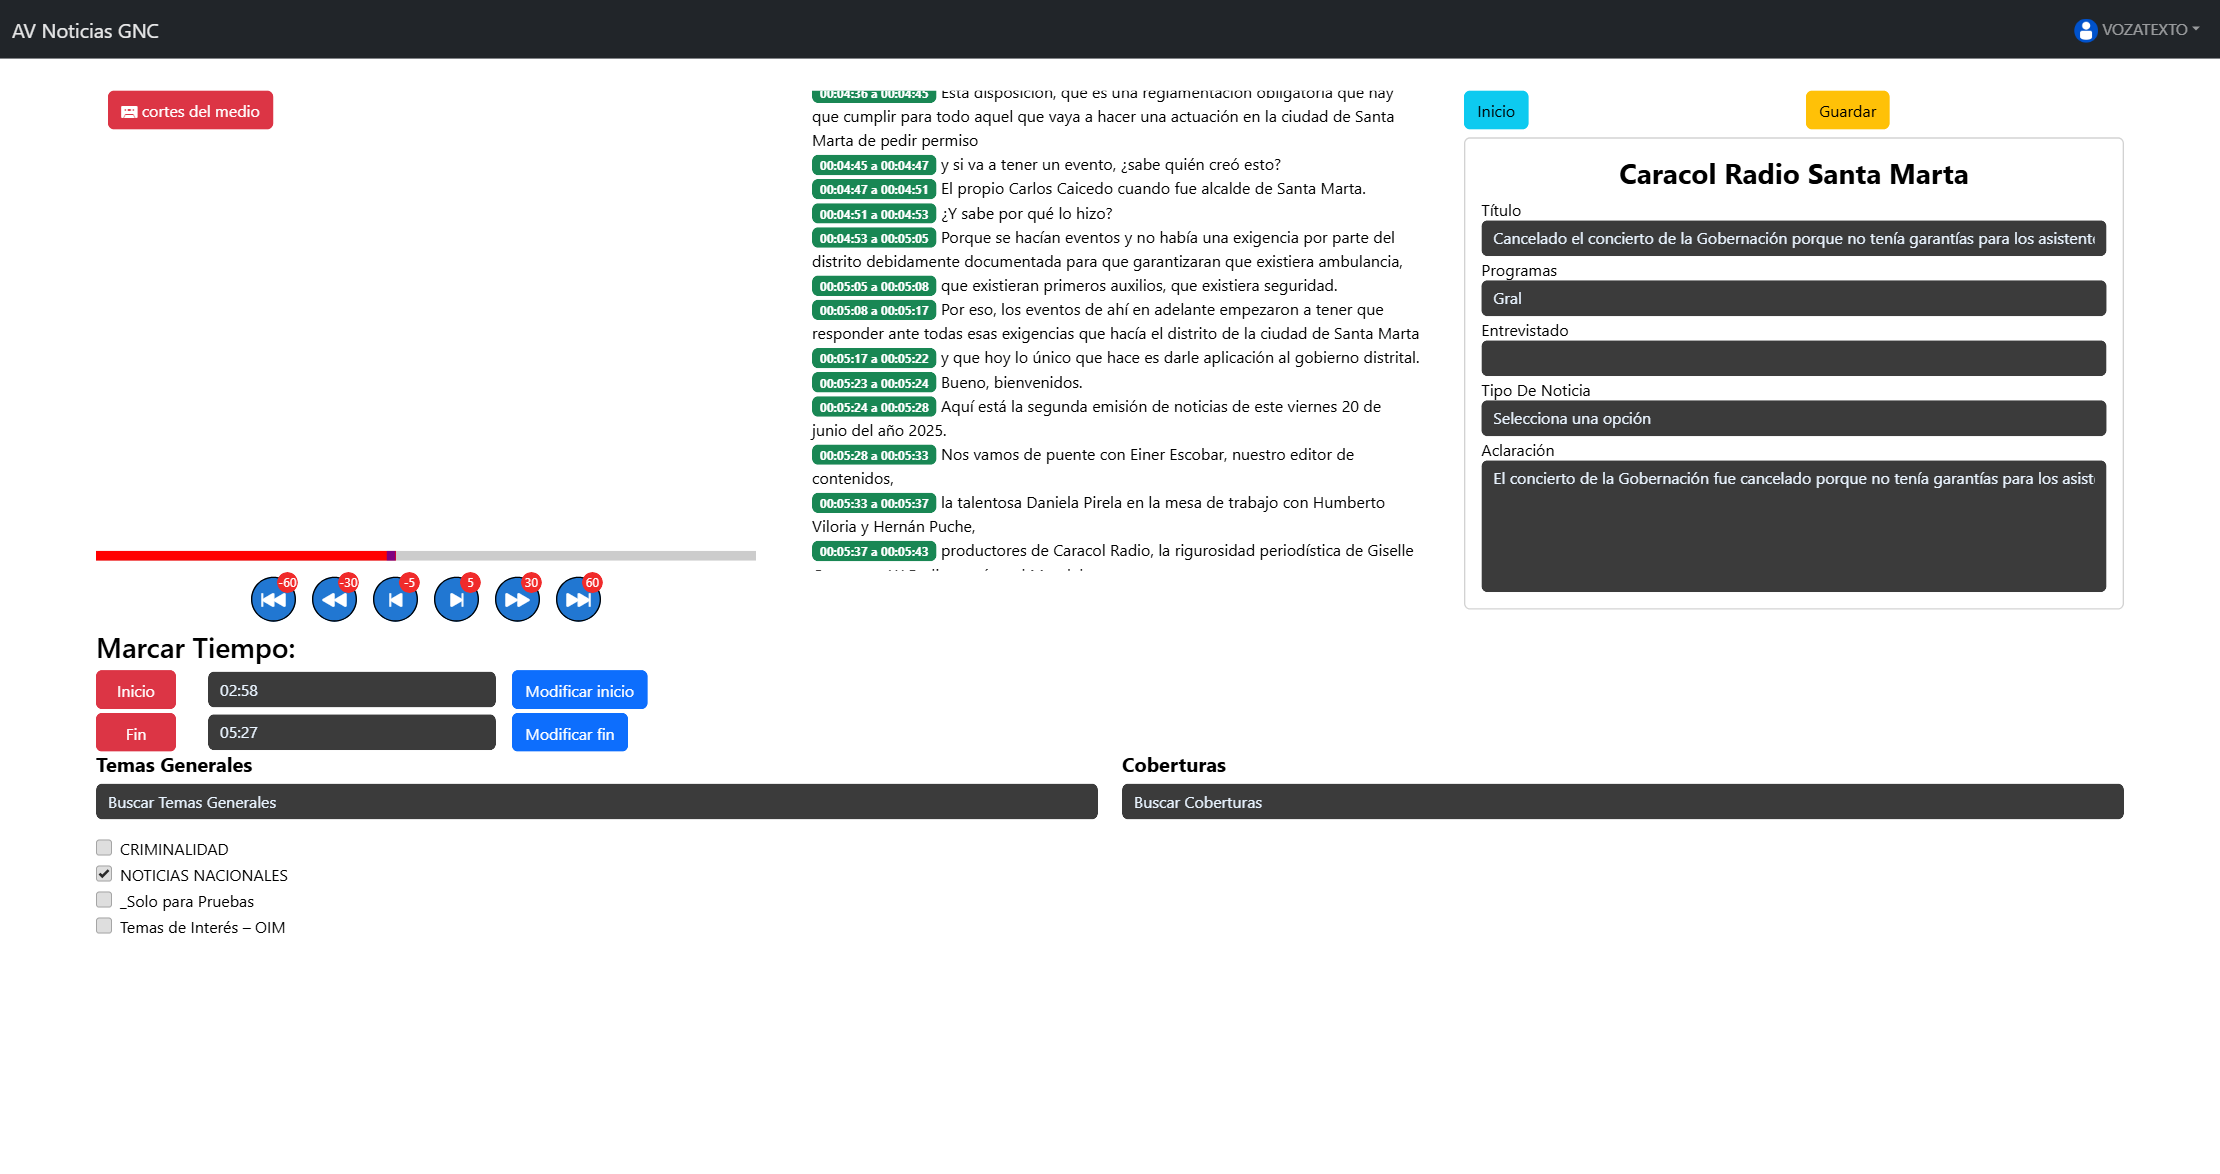 AV Noticias GNC
VOZATEXTO
cortes del medio
-60
-30
-5
5
30
60
Marcar Tiempo:
Inicio
02:58
Modificar inicio
Fin
05:27
Modificar fin
00:04:36 a 00:04:45 Esta disposición, que es una reglamentación obligatoria que hay
que cumplir para todo aquel que vaya a hacer una actuación en la ciudad de Santa
Marta de pedir permiso
00:04:45 a 00:04:47 y si va a tener un evento, ¿sabe quién creó esto?
00:04:47 a 00:04:51 El propio Carlos Caicedo cuando fue alcalde de Santa Marta.
00:04:51 a 00:04:53 ¿Y sabe por qué lo hizo?
00:04:53 a 00:05:05 Porque se hacían eventos y no había una exigencia por parte del
distrito debidamente documentada para que garantizaran que existiera ambulancia,
00:05:05 a 00:05:08 que existieran primeros auxilios, que existiera seguridad.
00:05:08 a 00:05:17 Por eso, los eventos de ahí en adelante empezaron a tener que
responder ante todas esas exigencias que hacía el distrito de la ciudad de Santa Marta
00:05:17 a 00:05:22 y que hoy lo único que hace es darle aplicación al gobierno distrital.
00:05:23 a 00:05:24 Bueno, bienvenidos.
00:05:24 a 00:05:28 Aquí está la segunda emisión de noticias de este viernes 20 de
junio del año 2025.
00:05:28 a 00:05:33 Nos vamos de puente con Einer Escobar, nuestro editor de
contenidos,
00:05:33 a 00:05:37 la talentosa Daniela Pirela en la mesa de trabajo con Humberto
Viloria y Hernán Puche,
00:05:37 a 00:05:43 productores de Caracol Radio, la rigurosidad periodística de Giselle
Inicio
Guardar
Caracol Radio Santa Marta
Título
Cancelado el concierto de la Gobernación porque no tenía garantías para los asistent
Programas
Gral
Entrevistado
Tipo De Noticia
Selecciona una opción
Aclaración
El concierto de la Gobernación fue cancelado porque no tenía garantías para los asist
Temas Generales
Buscar Temas Generales
CRIMINALIDAD
NOTICIAS NACIONALES
_Solo para Pruebas
Temas de Interés – OIM
Coberturas
Buscar Coberturas